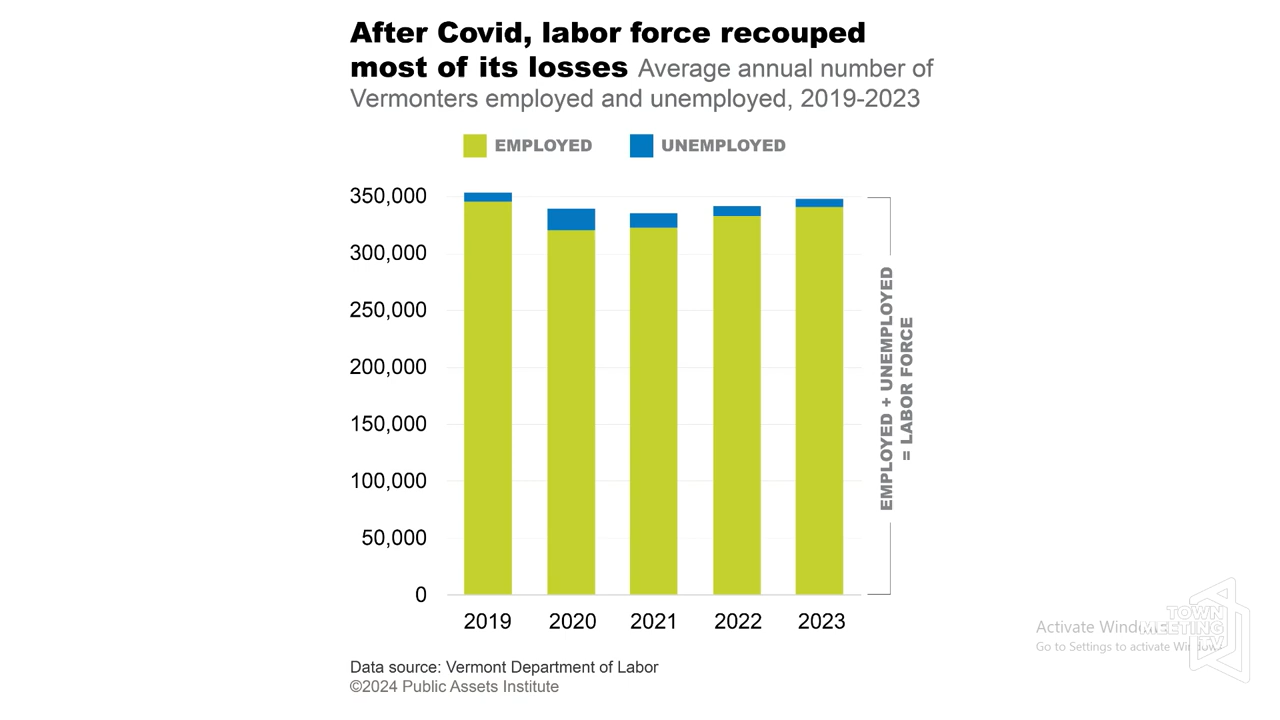 After Covid, labor force recouped
most of its losses Average annual number of
Vermonters employed and unemployed, 2019-2023
EMPLOYED UNEMPLOYED
350,000
300,000
250,000
200,000
150,000
100,000
50,000
0
2019 2020 2021 2022 2023
EMPLOYED + UNEMPLOYED
= LABOR FORCE
Data source: Vermont Department of Labor
©2024 Public Assets Institute
Activate Windows
Go to Settings to activate Windows
TOWN
MEETING
TV